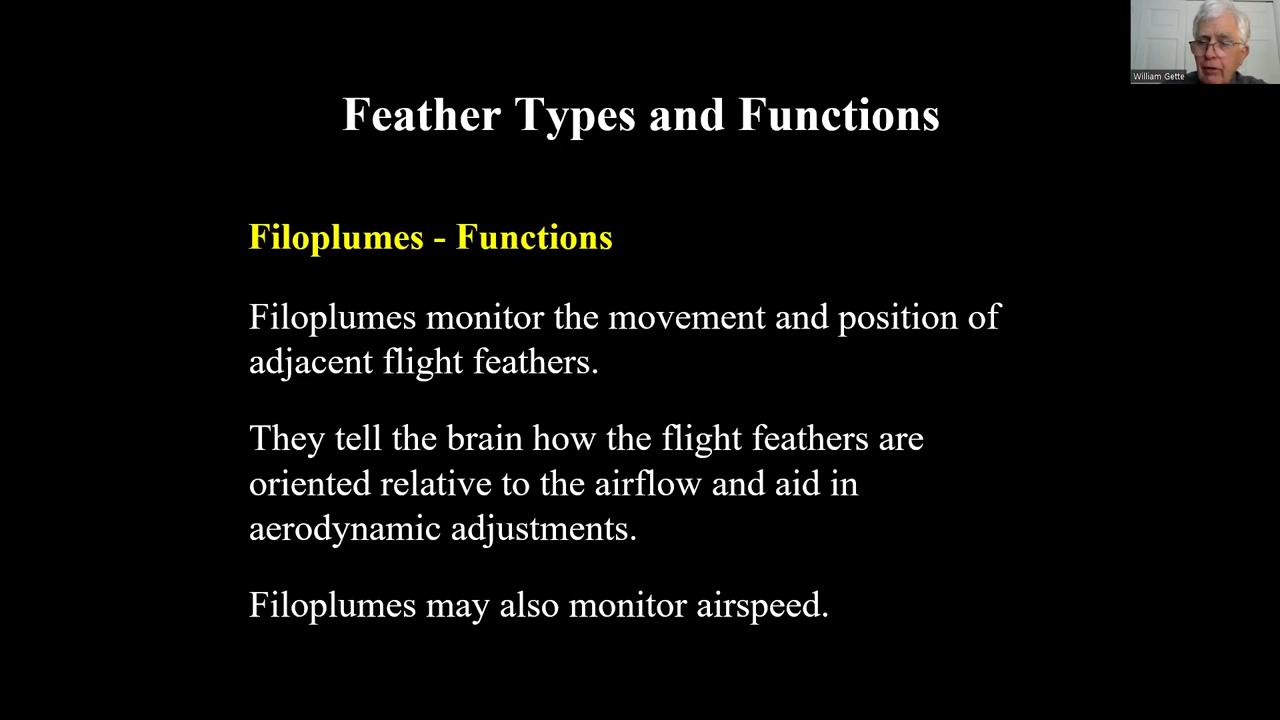 William Gette
Feather Types and Functions
Filoplumes - Functions
Filoplumes monitor the movement and position of
adjacent flight feathers.
They tell the brain how the flight feathers are
oriented relative to the airflow and aid in
aerodynamic adjustments.
Filoplumes may also monitor airspeed.